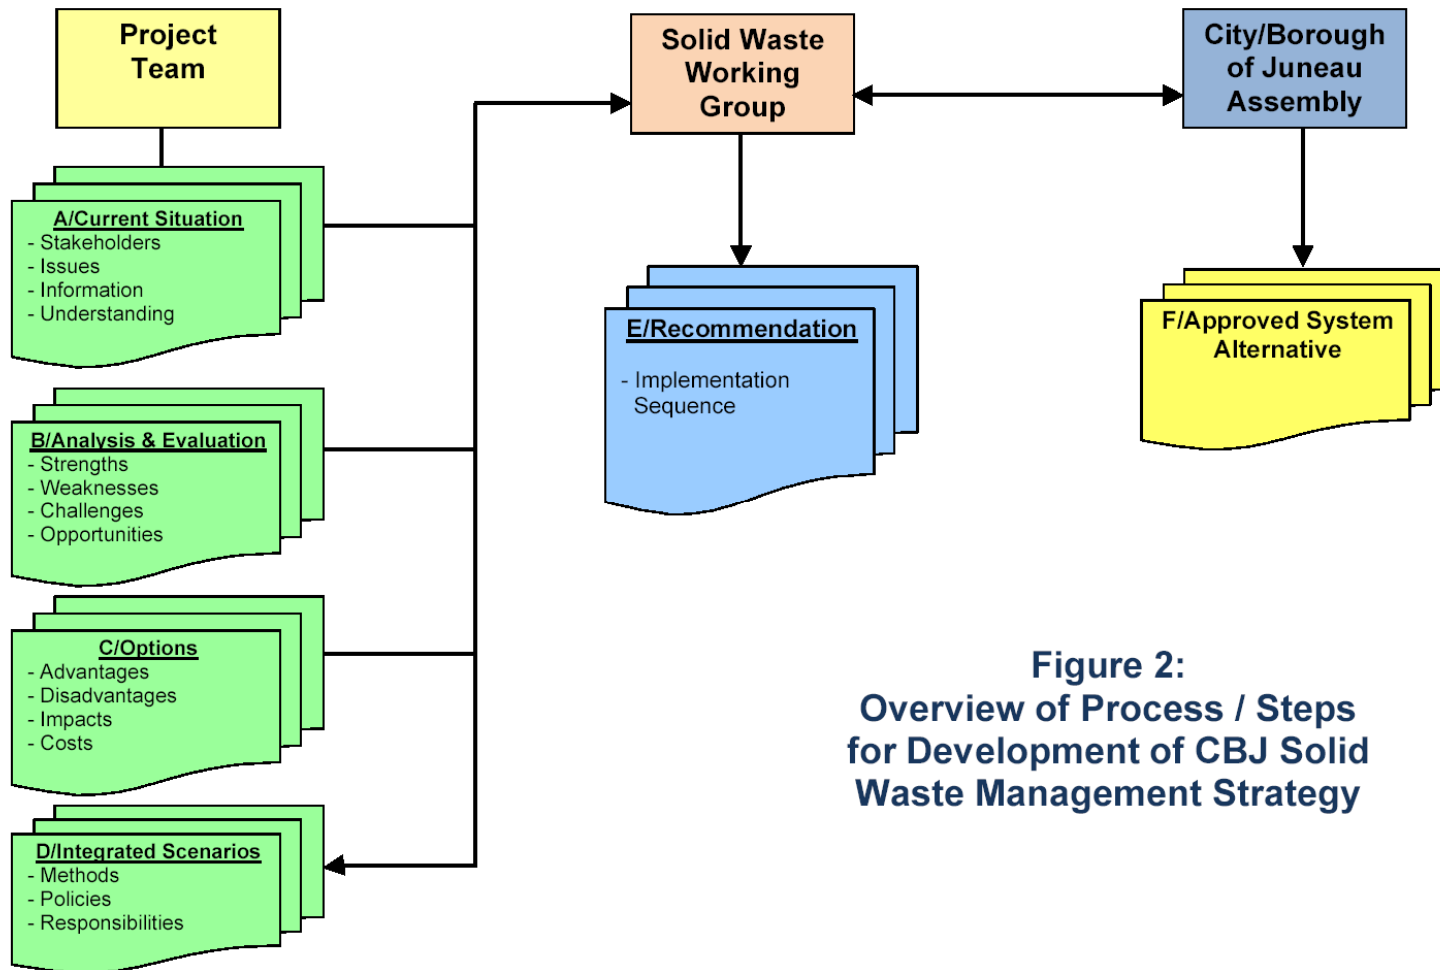 Project
Team
A/Current Situation
- Stakeholders
- Issues
- Information
- Understanding
B/Analysis & Evaluation
- Strengths
- Weaknesses
- Challenges
- Opportunities
C/Options
- Advantages
- Disadvantages
- Impacts
- Costs
D/Integrated Scenarios
- Methods
- Policies
- Responsibilities
Solid Waste
Working
Group
E/Recommendation
- Implementation
Sequence
City/Borough
of Juneau
Assembly
F/Approved System
Alternative
Figure 2:
Overview of Process / Steps
for Development of CBJ Solid
Waste Management Strategy